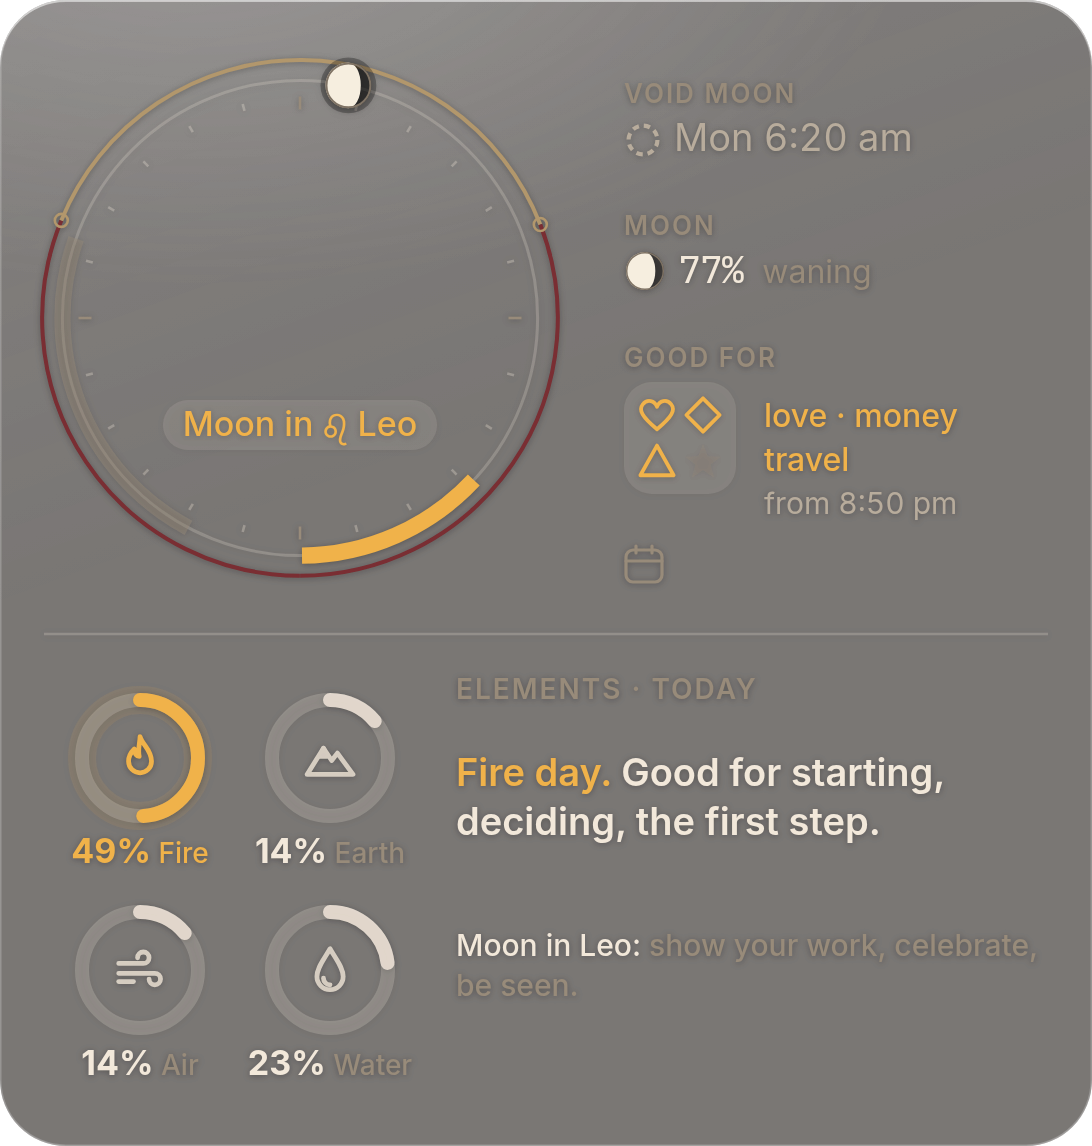 VOID MOON
Mon 6:20 am
MOON
77% waning
GOOD FOR
love · money
travel
from 8:50 pm
Moon in ♌ Leo
ELEMENTS · TODAY
Fire day. Good for starting,
deciding, the first step.
49% Fire
14% Earth
Moon in Leo: show your work, celebrate,
be seen.
14% Air
23% Water